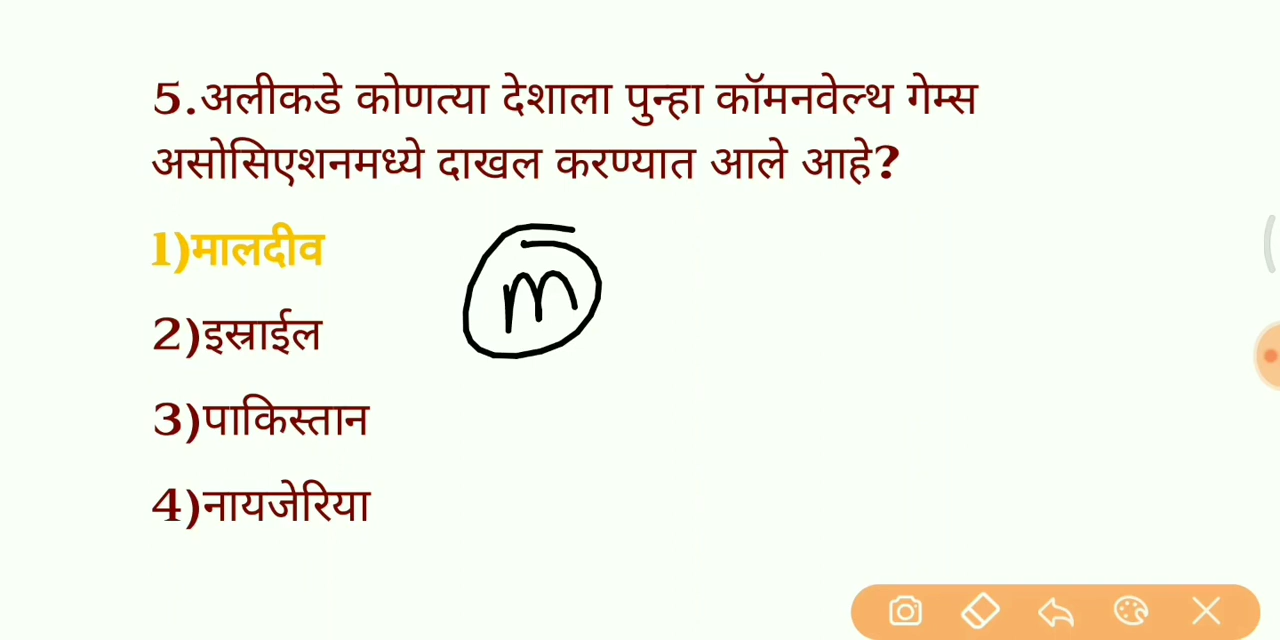 5.अलीकडे कोणत्या देशाला पुन्हा कॉमनवेल्थ गेम्स
असोसिएशनमध्ये दाखल करण्यात आले आहे?
1)मालदीव
m
2)इस्राईल
3)पाकिस्तान
4)नायजेरिया